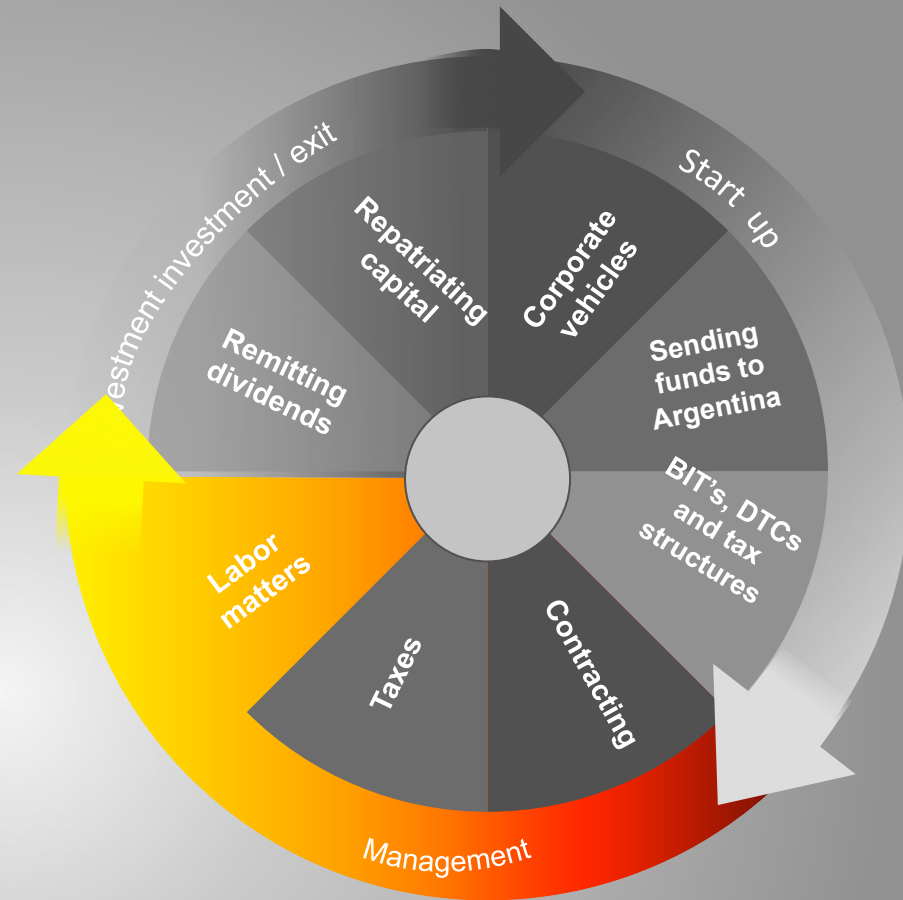 Start up
Corporate
vehicles
Sending
funds to
Argentina
BIT's, DTCs
and tax
structures
Contracting
Management
Taxes
Labor
matters
Remitting
dividends
Repatriating
capital
investment / exit